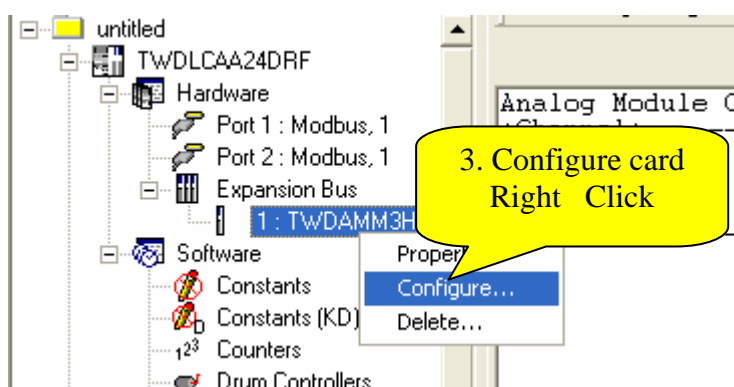 untitled
TWDLCAA24DRF
Hardware
Port 1 : Modbus, 1
Port 2 : Modbus, 1
Expansion Bus
1 : TWDAMM3H
Software
Constants
Constants (KD)
Counters
Drum Controllers
Analog Module
3. Configure card
Right Click
Configure...
Delete...